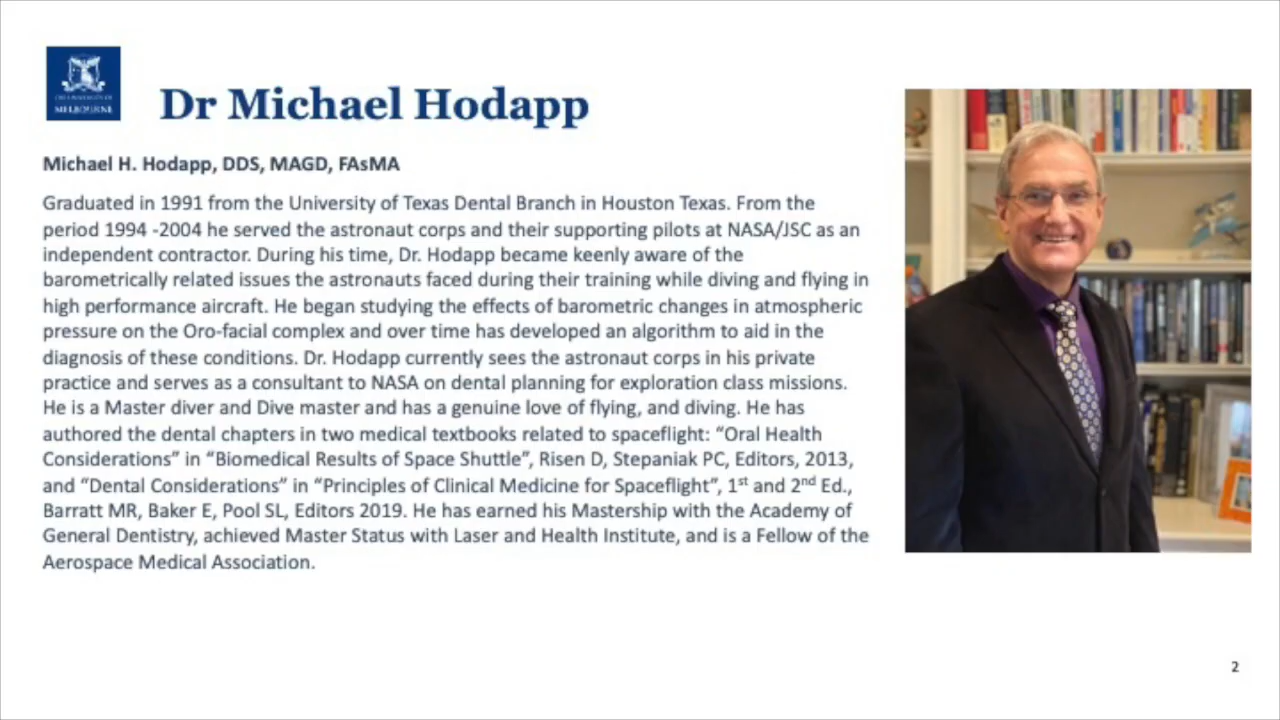 THE UNIVERSITY OF
MELBOURNE
Dr Michael Hodapp
Michael H. Hodapp, DDS, MAGD, FAsMA
Graduated in 1991 from the University of Texas Dental Branch in Houston Texas. From the
period 1994 -2004 he served the astronaut corps and their supporting pilots at NASA/JSC as an
independent contractor. During his time, Dr. Hodapp became keenly aware of the
barometrically related issues the astronauts faced during their training while diving and flying in
high performance aircraft. He began studying the effects of barometric changes in atmospheric
pressure on the Oro-facial complex and over time has developed an algorithm to aid in the
diagnosis of these conditions. Dr. Hodapp currently sees the astronaut corps in his private
practice and serves as a consultant to NASA on dental planning for exploration class missions.
He is a Master diver and Dive master and has a genuine love of flying, and diving. He has
authored the dental chapters in two medical textbooks related to spaceflight: “Oral Health
Considerations” in “Biomedical Results of Space Shuttle”, Risen D, Stepaniak PC, Editors, 2013,
and “Dental Considerations” in “Principles of Clinical Medicine for Spaceflight”, 1st and 2nd Ed.,
Barratt MR, Baker E, Pool SL, Editors 2019. He has earned his Mastership with the Academy of
General Dentistry, achieved Master Status with Laser and Health Institute, and is a Fellow of the
Aerospace Medical Association.
2